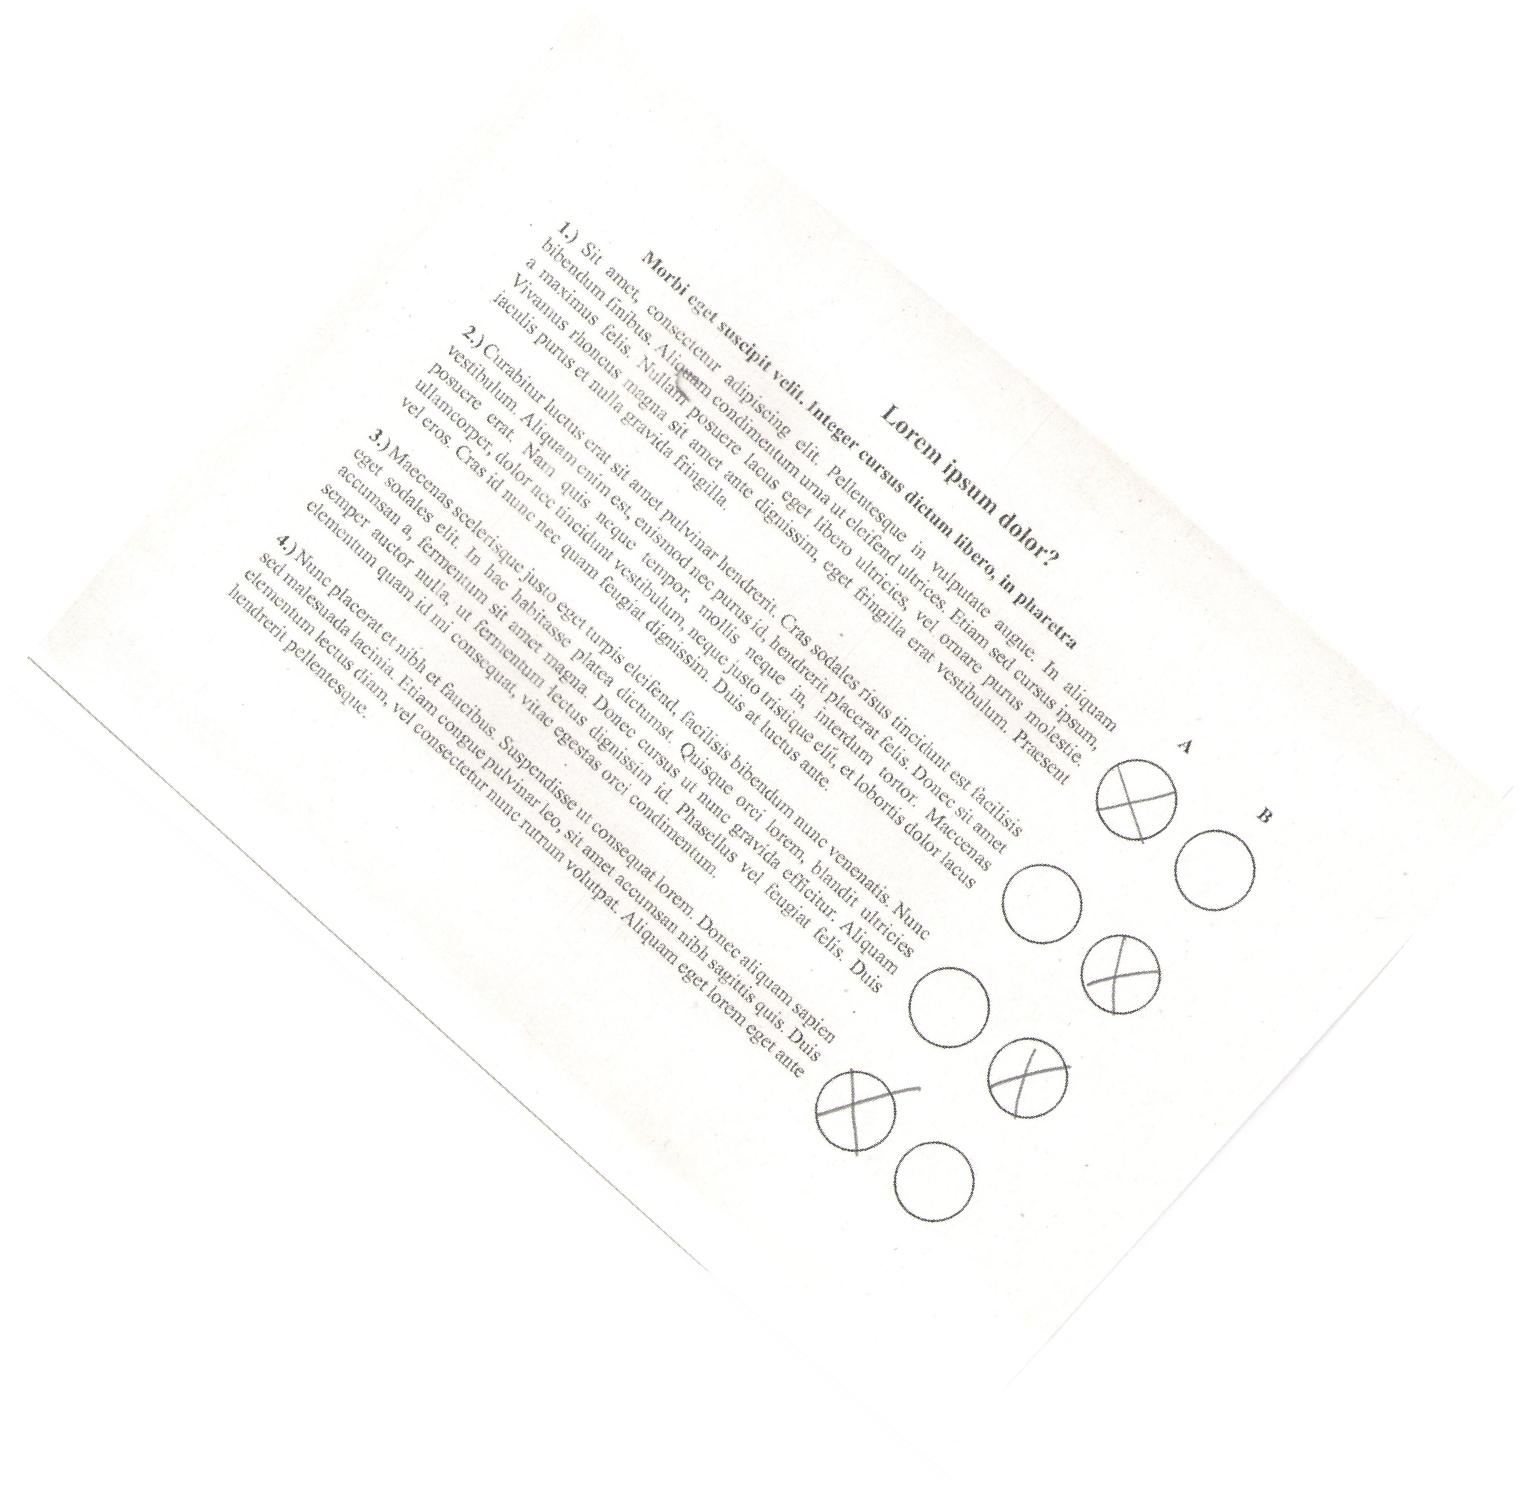 Lorem ipsum dolor?
Morbi eget suscipit velit. Integer cursus dictum libero, in pharetra
A
B
1.) Sit amet, consectetur adipiscing elit. Pellentesque in vulputate augue. In aliquam
bibendum finibus. Aliquam condimentum urna ut eleifend ultrices. Etiam sed cursus ipsum,
a maximus felis. Nullam posuere lacus eget libero ultricies, vel ornare purus molestie.
Vivamus rhoncus magna sit amet ante dignissim, eget fringilla erat vestibulum. Praesent
iaculis purus et nulla gravida fringilla.
2.) Curabitur luctus erat sit amet pulvinar hendrerit. Cras sodales risus tincidunt est facilisis
vestibulum. Aliquam enim est, euismod nec purus id, hendrerit placerat felis. Donec sit amet
posuere erat. Nam quis neque tempor, mollis neque in, interdum tortor. Maecenas
ullamcorper, dolor nec tincidunt vestibulum, neque justo tristique elit, et lobortis dolor lacus
vel eros. Cras id nunc nec quam feugiat dignissim. Duis at luctus ante.
3.) Maecenas scelerisque justo eget turpis eleifend, facilisis bibendum nunc venenatis. Nunc
eget sodales elit. In hac habitasse platea dictumst. Quisque orci lorem, blandit ultricies
accumsan a, fermentum sit amet magna. Donec cursus ut nunc gravida efficitur. Aliquam
semper auctor nulla, ut fermentum lectus dignissim id. Phasellus vel feugiat felis. Duis
elementum quam id mi consequat, vitae egestas orci condimentum.
4.) Nunc placerat et nibh et faucibus. Suspendisse ut consequat lorem. Donec aliquam sapien
sed malesuada lacinia. Etiam congue pulvinar leo, sit amet accumsan nibh sagittis quis. Duis
elementum lectus diam, vel consectetur nunc rutrum volutpat. Aliquam eget lorem eget ante
hendrerit pellentesque.